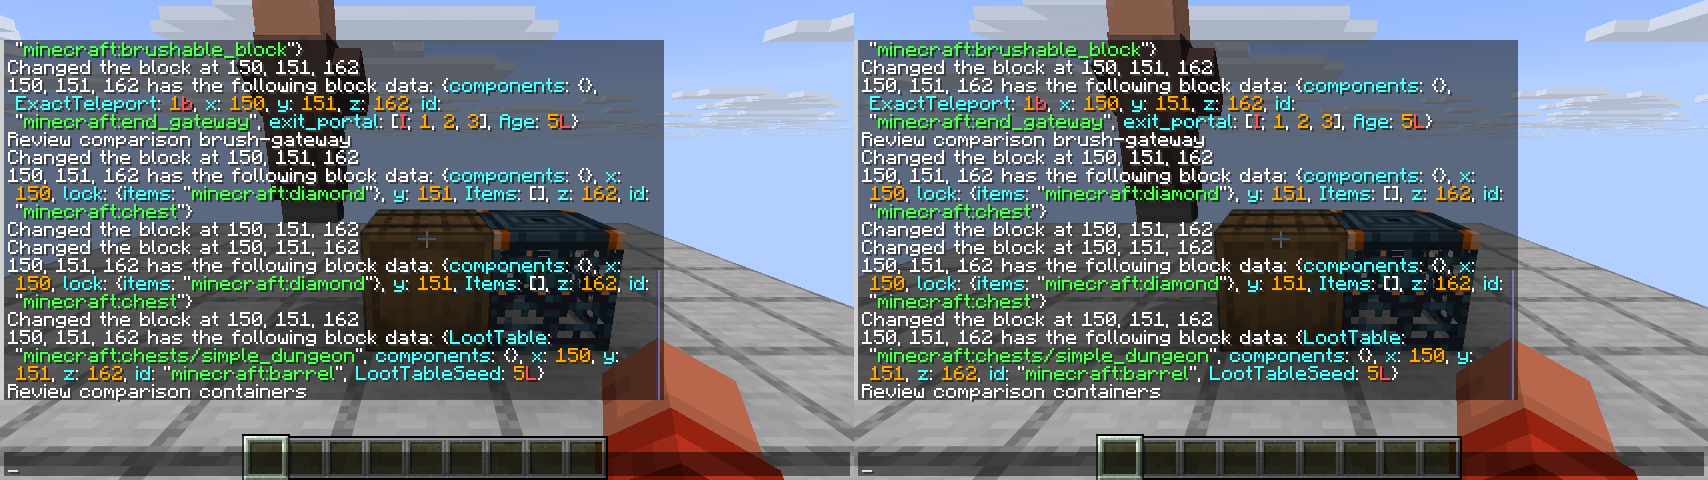 "minecraft:brushable_block"}
Changed the block at 150, 151, 162
150, 151, 162 has the following block data: {components: {},
ExactTeleport: 1b, x: 150, y: 151, z: 162, id:
"minecraft:end_gateway", exit_portal: [I; 1, 2, 3], Age: 5L}
Review comparison brush-gateway
Changed the block at 150, 151, 162
150, 151, 162 has the following block data: {components: {}, x:
150, lock: {items: "minecraft:diamond"}, y: 151, Items: [], z: 162, id:
"minecraft:chest"}
Changed the block at 150, 151, 162
Changed the block at 150, 151, 162
150, 151, 162 has the following block data: {components: {}, x:
150, lock: {items: "minecraft:diamond"}, y: 151, Items: [], z: 162, id:
"minecraft:chest"}
Changed the block at 150, 151, 162
150, 151, 162 has the following block data: {LootTable:
"minecraft:chests/simple_dungeon", components: {}, x: 150, y:
151, z: 162, id: "minecraft:barrel", LootTableSeed: 5L}
Review comparison containers
_
"minecraft:brushable_block"}
Changed the block at 150, 151, 162
150, 151, 162 has the following block data: {components: {},
ExactTeleport: 1b, x: 150, y: 151, z: 162, id:
"minecraft:end_gateway", exit_portal: [I; 1, 2, 3], Age: 5L}
Review comparison brush-gateway
Changed the block at 150, 151, 162
150, 151, 162 has the following block data: {components: {}, x:
150, lock: {items: "minecraft:diamond"}, y: 151, Items: [], z: 162, id:
"minecraft:chest"}
Changed the block at 150, 151, 162
Changed the block at 150, 151, 162
150, 151, 162 has the following block data: {components: {}, x:
150, lock: {items: "minecraft:diamond"}, y: 151, Items: [], z: 162, id:
"minecraft:chest"}
Changed the block at 150, 151, 162
150, 151, 162 has the following block data: {LootTable:
"minecraft:chests/simple_dungeon", components: {}, x: 150, y:
151, z: 162, id: "minecraft:barrel", LootTableSeed: 5L}
Review comparison containers
_